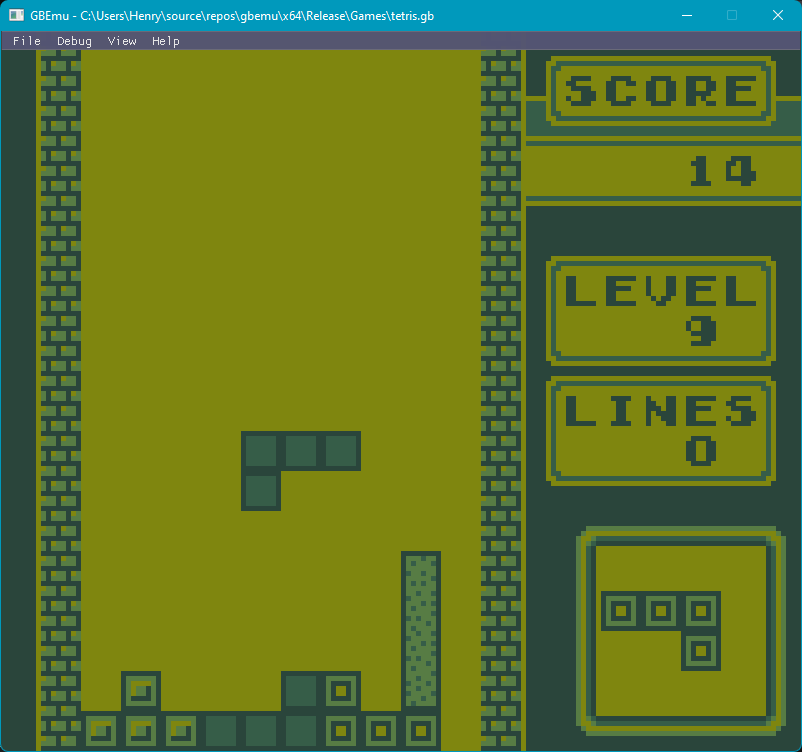 GBEmu - C:\Users\Henry\source\repos\gbemu\x64\Release\Games\tetris.gb
File Debug View Help
SCORE
14
LEVEL
9
LINES
0